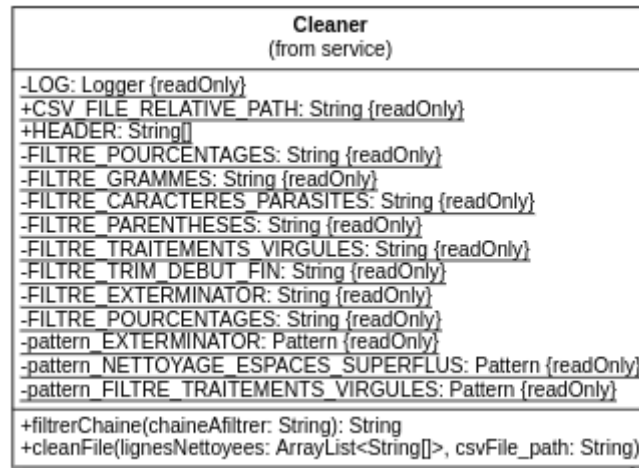 Cleaner
(from service)
-LOG: Logger {readOnly}
+CSV_FILE_RELATIVE_PATH: String {readOnly}
+HEADER: String[]
-FILTRE_POURCENTAGES: String {readOnly}
-FILTRE_GRAMMES: String {readOnly}
-FILTRE_CARACTERES_PARASITES: String {readOnly}
-FILTRE_PARENTHESES: String {readOnly}
-FILTRE_TRAITEMENTS_VIRGULES: String {readOnly}
-FILTRE_TRIM_DEBUT_FIN: String {readOnly}
-FILTRE_EXTERMINATOR: String {readOnly}
-FILTRE_POURCENTAGES: String {readOnly}
-pattern_EXTERMINATOR: Pattern {readOnly}
-pattern_NETTOYAGE_ESPACES_SUPERFLUS: Pattern {readOnly}
-pattern_FILTRE_TRAITEMENTS_VIRGULES: Pattern {readOnly}
+filtrerChaine(chaineAfiltrer: String): String
+cleanFile(lignesNettoyees: ArrayList<String[]>, csvFile_path: String)